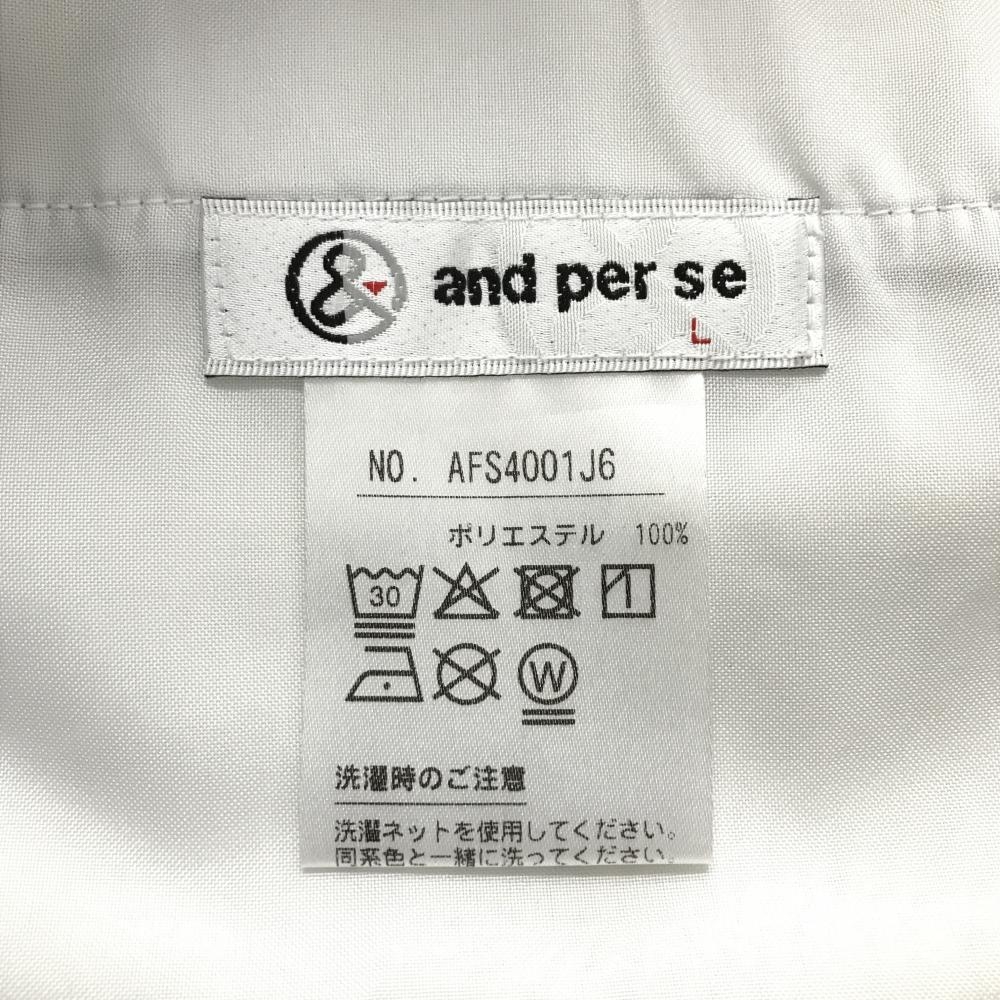 & and per se
L
NO. AFS4001J6
ポリエステル 100%
30
W
洗濯時のご注意
洗濯ネットを使用してください。
同系色と一緒に洗ってください。